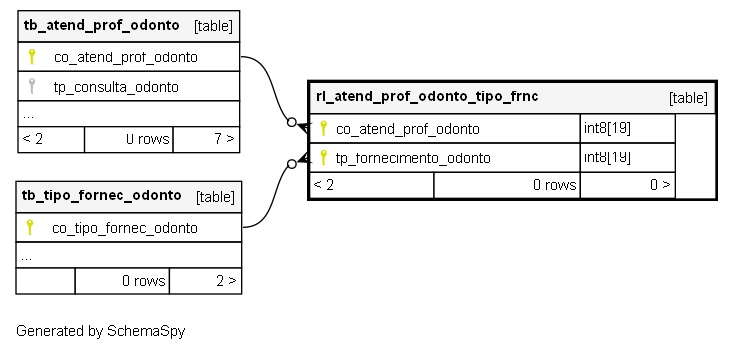 tb_atend_prof_odonto [table]
co_atend_prof_odonto
tp_consulta_odonto
...
< 2 0 rows 7 >
rl_atend_prof_odonto_tipo_frnc [table]
co_atend_prof_odonto int8[19]
tp_fornecimento_odonto int8[19]
< 2 0 rows 0 >
tb_tipo_fornec_odonto [table]
co_tipo_fornec_odonto
...
0 rows 2 >
Generated by SchemaSpy